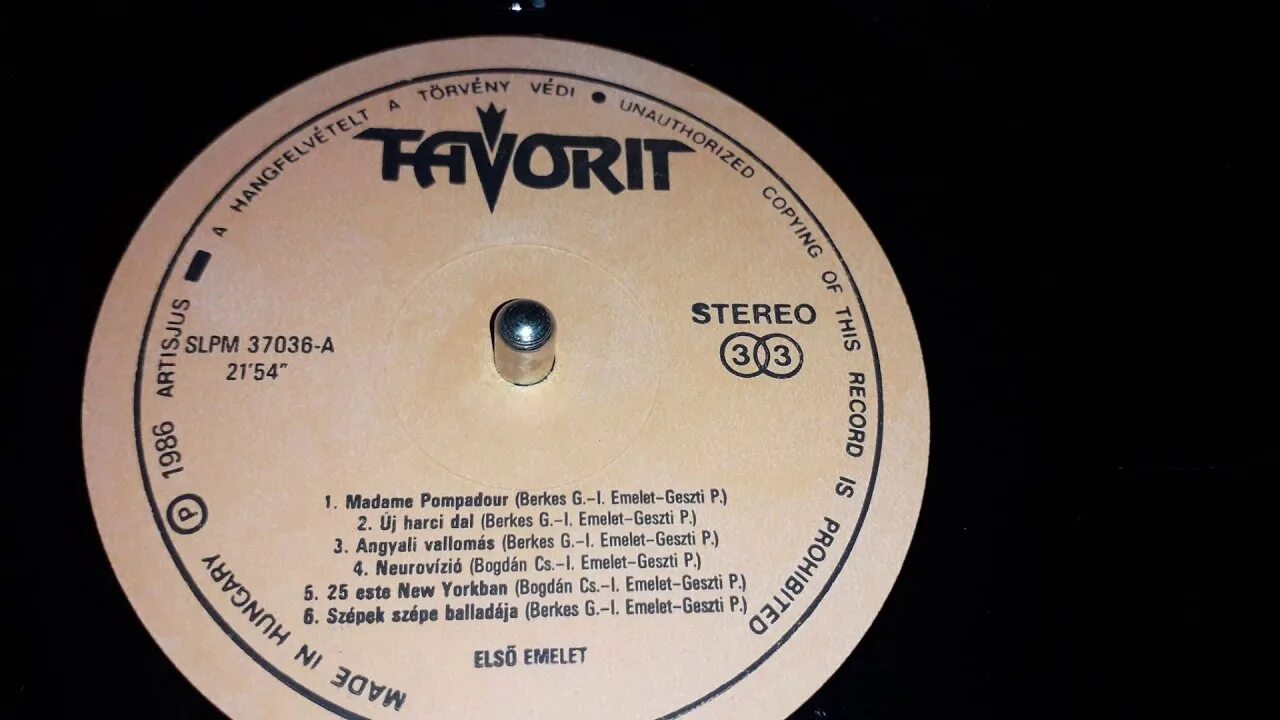 A HANGFELVÉTELT A TÖRVÉNY VÉDI ● UNAUTHORIZED COPYING OF THIS RECORD IS PROHIBITED
FAVORIT
STEREO
33
SLPM 37036-A
21'54"
1. Madame Pompadour (Berkes G.–I. Emelet–Geszti P.)
2. Új harci dal (Berkes G.–I. Emelet–Geszti P.)
3. Angyali vallomás (Berkes G.–I. Emelet–Geszti P.)
4. Neurovízió (Bogdán Cs.–I. Emelet–Geszti P.)
5. 25 este New Yorkban (Bogdán Cs.–I. Emelet–Geszti P.)
6. Szépek szépe balladája (Berkes G.–I. Emelet–Geszti P.)
ELSŐ EMELET
MADE IN HUNGARY Ⓟ 1986 ARTISJUS